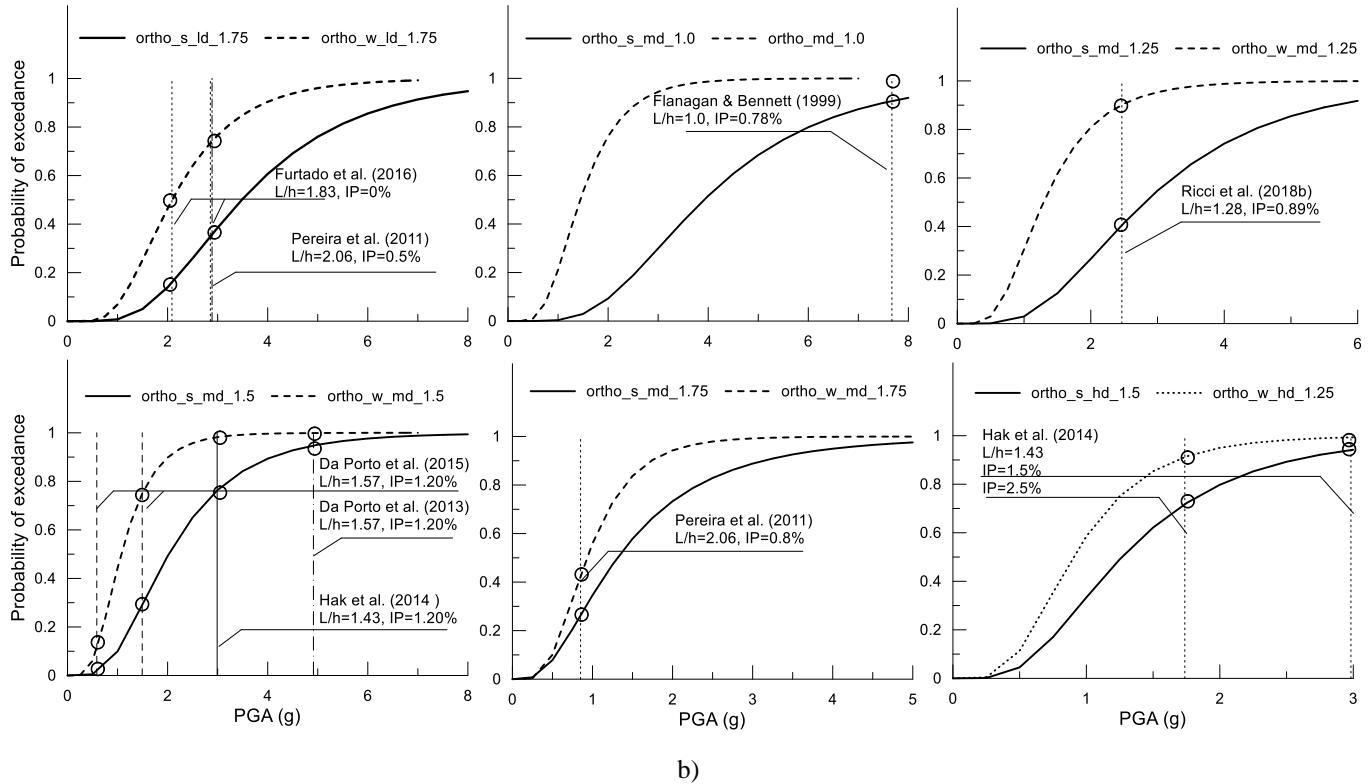 ortho_s_ld_1.75 ortho_w_ld_1.75
Probability of excedance
1
0.8
0.6
0.4
0.2
0
Furtado et al. (2016)
L/h=1.83, IP=0%
Pereira et al. (2011)
L/h=2.06, IP=0.5%
0 2 4 6 8
ortho_s_md_1.0 ortho_md_1.0
1
0.8
0.6
0.4
0.2
0
Flanagan & Bennett (1999)
L/h=1.0, IP=0.78%
0 2 4 6 8
ortho_s_md_1.25 ortho_w_md_1.25
1
0.8
0.6
0.4
0.2
0
Ricci et al. (2018b)
L/h=1.28, IP=0.89%
0 2 4 6
ortho_s_md_1.5 ortho_w_md_1.5
Probability of excedance
1
0.8
0.6
0.4
0.2
0
Da Porto et al. (2015)
L/h=1.57, IP=1.20%
Da Porto et al. (2013)
L/h=1.57, IP=1.20%
Hak et al. (2014 )
L/h=1.43, IP=1.20%
0 2 4 6 8
PGA (g)
ortho_s_md_1.75 ortho_w_md_1.75
1
0.8
0.6
0.4
0.2
0
Pereira et al. (2011)
L/h=2.06, IP=0.8%
0 1 2 3 4 5
PGA (g)
ortho_s_hd_1.5 ortho_w_hd_1.25
1
0.8
0.6
0.4
0.2
0
Hak et al. (2014)
L/h=1.43
IP=1.5%
IP=2.5%
0 1 2 3
PGA (g)
b)